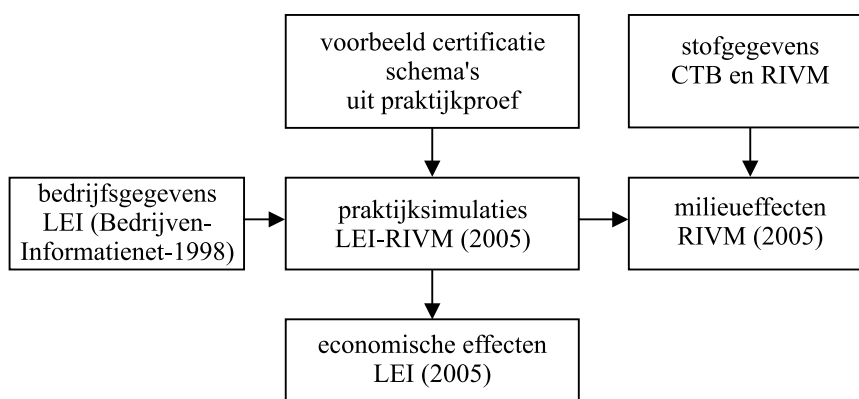 voorbeeld certificatie
schema's
uit praktijkproef
stofgegevens
CTB en RIVM
bedrijfsgegevens
LEI (Bedrijven-
Informatienet-1998)
praktijksimulaties
LEI-RIVM (2005)
milieueffecten
RIVM (2005)
economische effecten
LEI (2005)